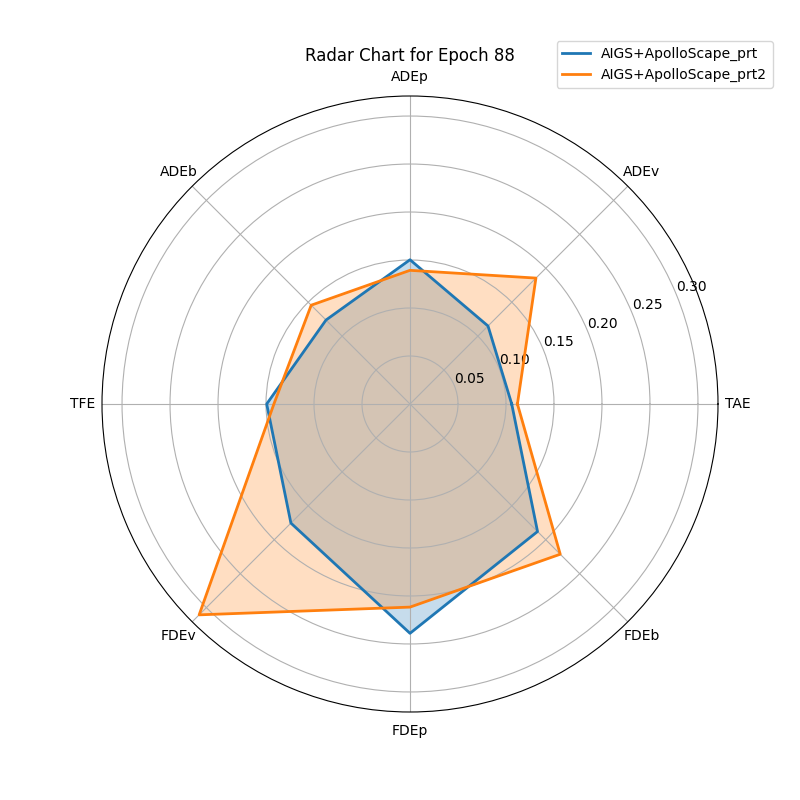 Radar Chart for Epoch 88
AIGS+ApolloScape_prt
AIGS+ApolloScape_prt2
ADEp
ADEb
ADEv
0.30
0.25
0.20
0.15
0.10
0.05
TFE
TAE
FDEv
FDEb
FDEp